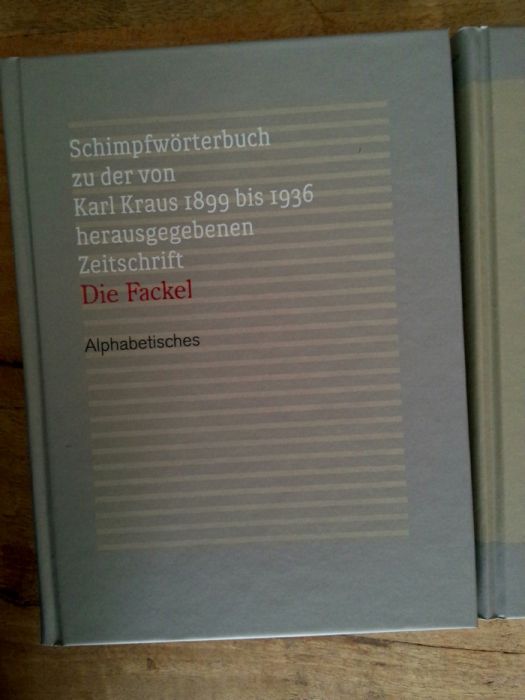 Schimpfwörterbuch
zu der von
Karl Kraus 1899 bis 1936
herausgegebenen
Zeitschrift
Die Fackel
Alphabetisches